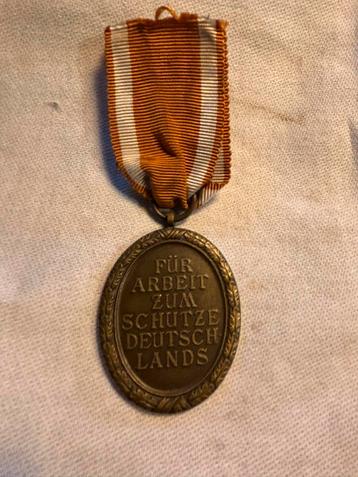 FÜR
ARBEIT
ZUM
SCHUTZE
DEUTSCH
LANDS